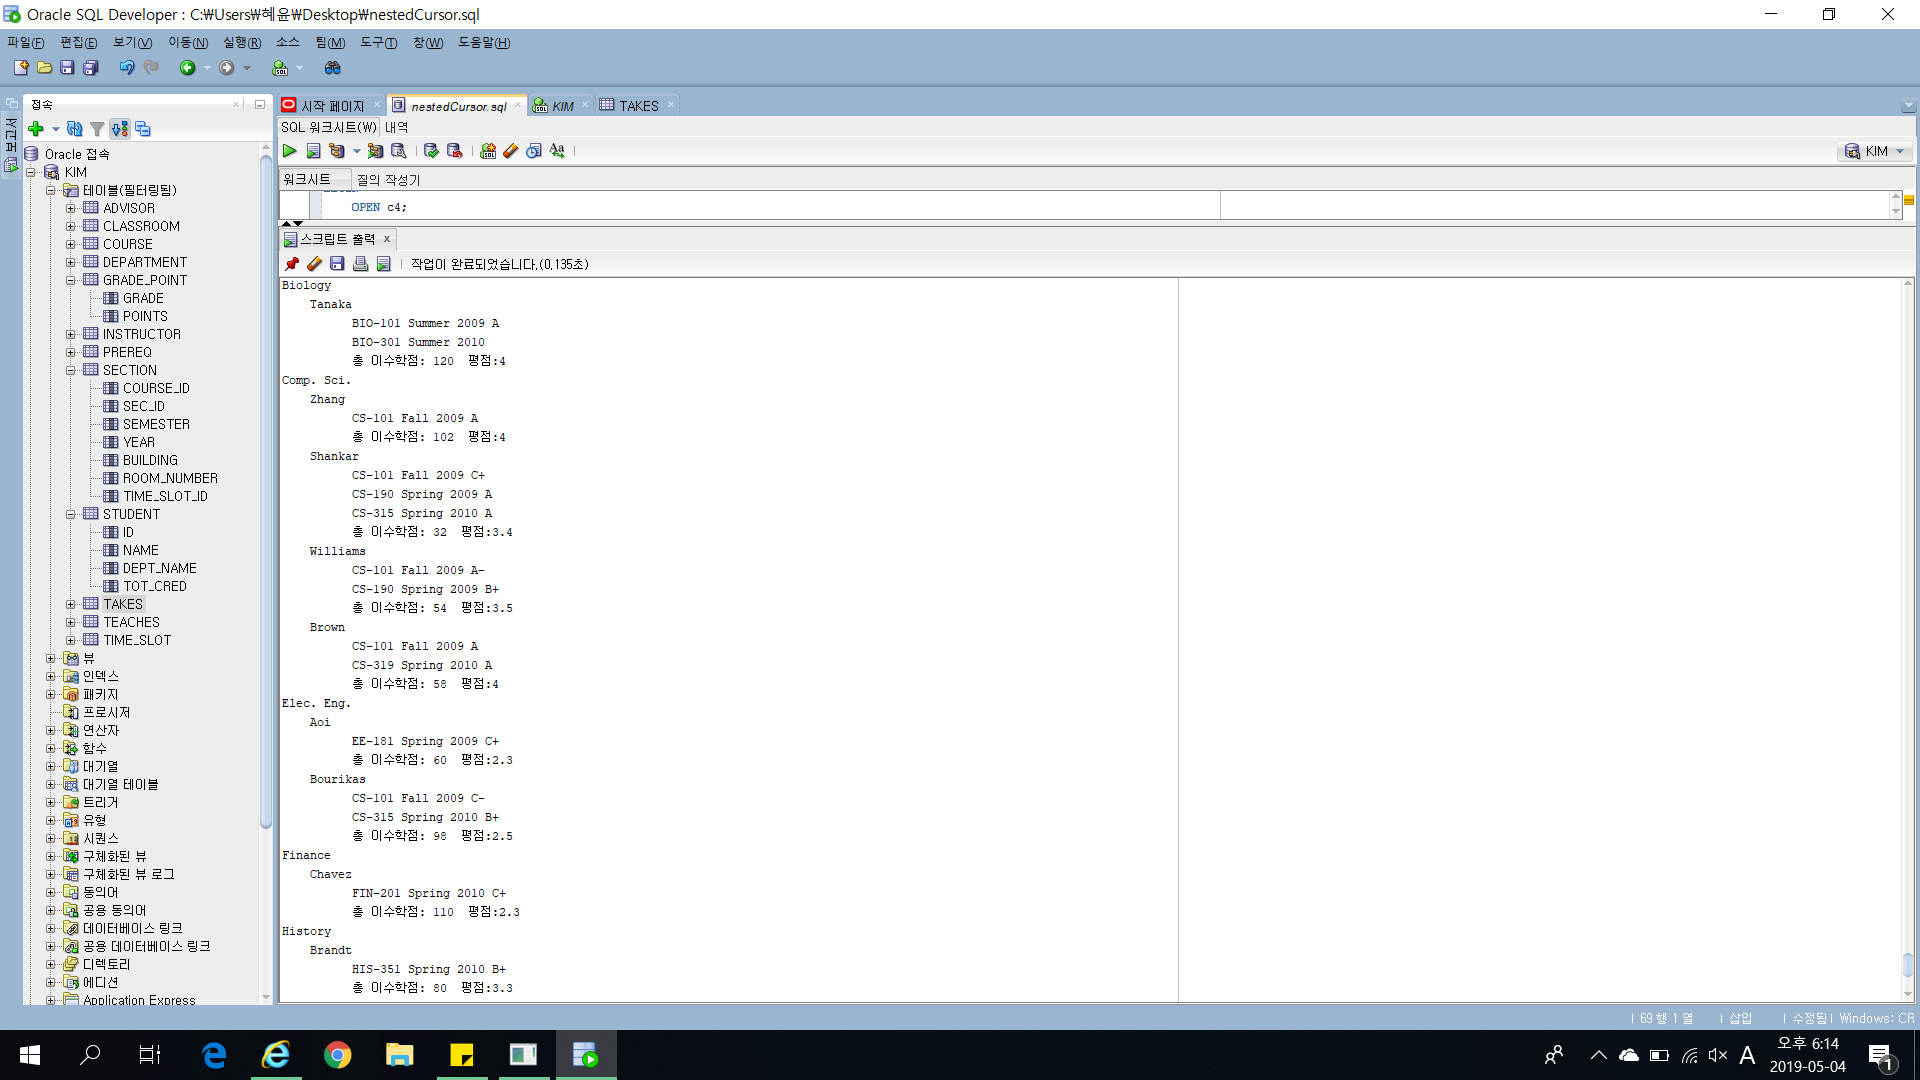 Oracle SQL Developer : C:₩Users₩혜윤₩Desktop₩nestedCursor.sql
파일(F) 편집(E) 보기(V) 이동(N) 실행(R) 소스 팀(M) 도구(T) 창(W) 도움말(H)
접속
시작 페이지 nestedCursor.sql KIM TAKES
SQL 워크시트(W) 내역
KIM
워크시트 질의 작성기
OPEN c4;
스크립트 출력
작업이 완료되었습니다.(0.135초)
Oracle 접속
KIM
테이블(필터링됨)
ADVISOR
CLASSROOM
COURSE
DEPARTMENT
GRADE_POINT
GRADE
POINTS
INSTRUCTOR
PREREQ
SECTION
COURSE_ID
SEC_ID
SEMESTER
YEAR
BUILDING
ROOM_NUMBER
TIME_SLOT_ID
STUDENT
ID
NAME
DEPT_NAME
TOT_CRED
TAKES
TEACHES
TIME_SLOT
뷰
인덱스
패키지
프로시저
연산자
함수
대기열
대기열 테이블
트리거
유형
시퀀스
구체화된 뷰
구체화된 뷰 로그
동의어
공용 동의어
데이터베이스 링크
공용 데이터베이스 링크
디렉토리
에디션
Application Express
Biology
Tanaka
BIO-101 Summer 2009 A
BIO-301 Summer 2010
총 이수학점: 120 평점:4
Comp. Sci.
Zhang
CS-101 Fall 2009 A
총 이수학점: 102 평점:4
Shankar
CS-101 Fall 2009 C+
CS-190 Spring 2009 A
CS-315 Spring 2010 A
총 이수학점: 32 평점:3.4
Williams
CS-101 Fall 2009 A-
CS-190 Spring 2009 B+
총 이수학점: 54 평점:3.5
Brown
CS-101 Fall 2009 A
CS-319 Spring 2010 A
총 이수학점: 58 평점:4
Elec. Eng.
Aoi
EE-181 Spring 2009 C+
총 이수학점: 60 평점:2.3
Bourikas
CS-101 Fall 2009 C-
CS-315 Spring 2010 B+
총 이수학점: 98 평점:2.5
Finance
Chavez
FIN-201 Spring 2010 C+
총 이수학점: 110 평점:2.3
History
Brandt
HIS-351 Spring 2010 B+
총 이수학점: 80 평점:3.3
69 행 1 열 삽입 수정됨 Windows: CR
A 오후 6:14
2019-05-04
1